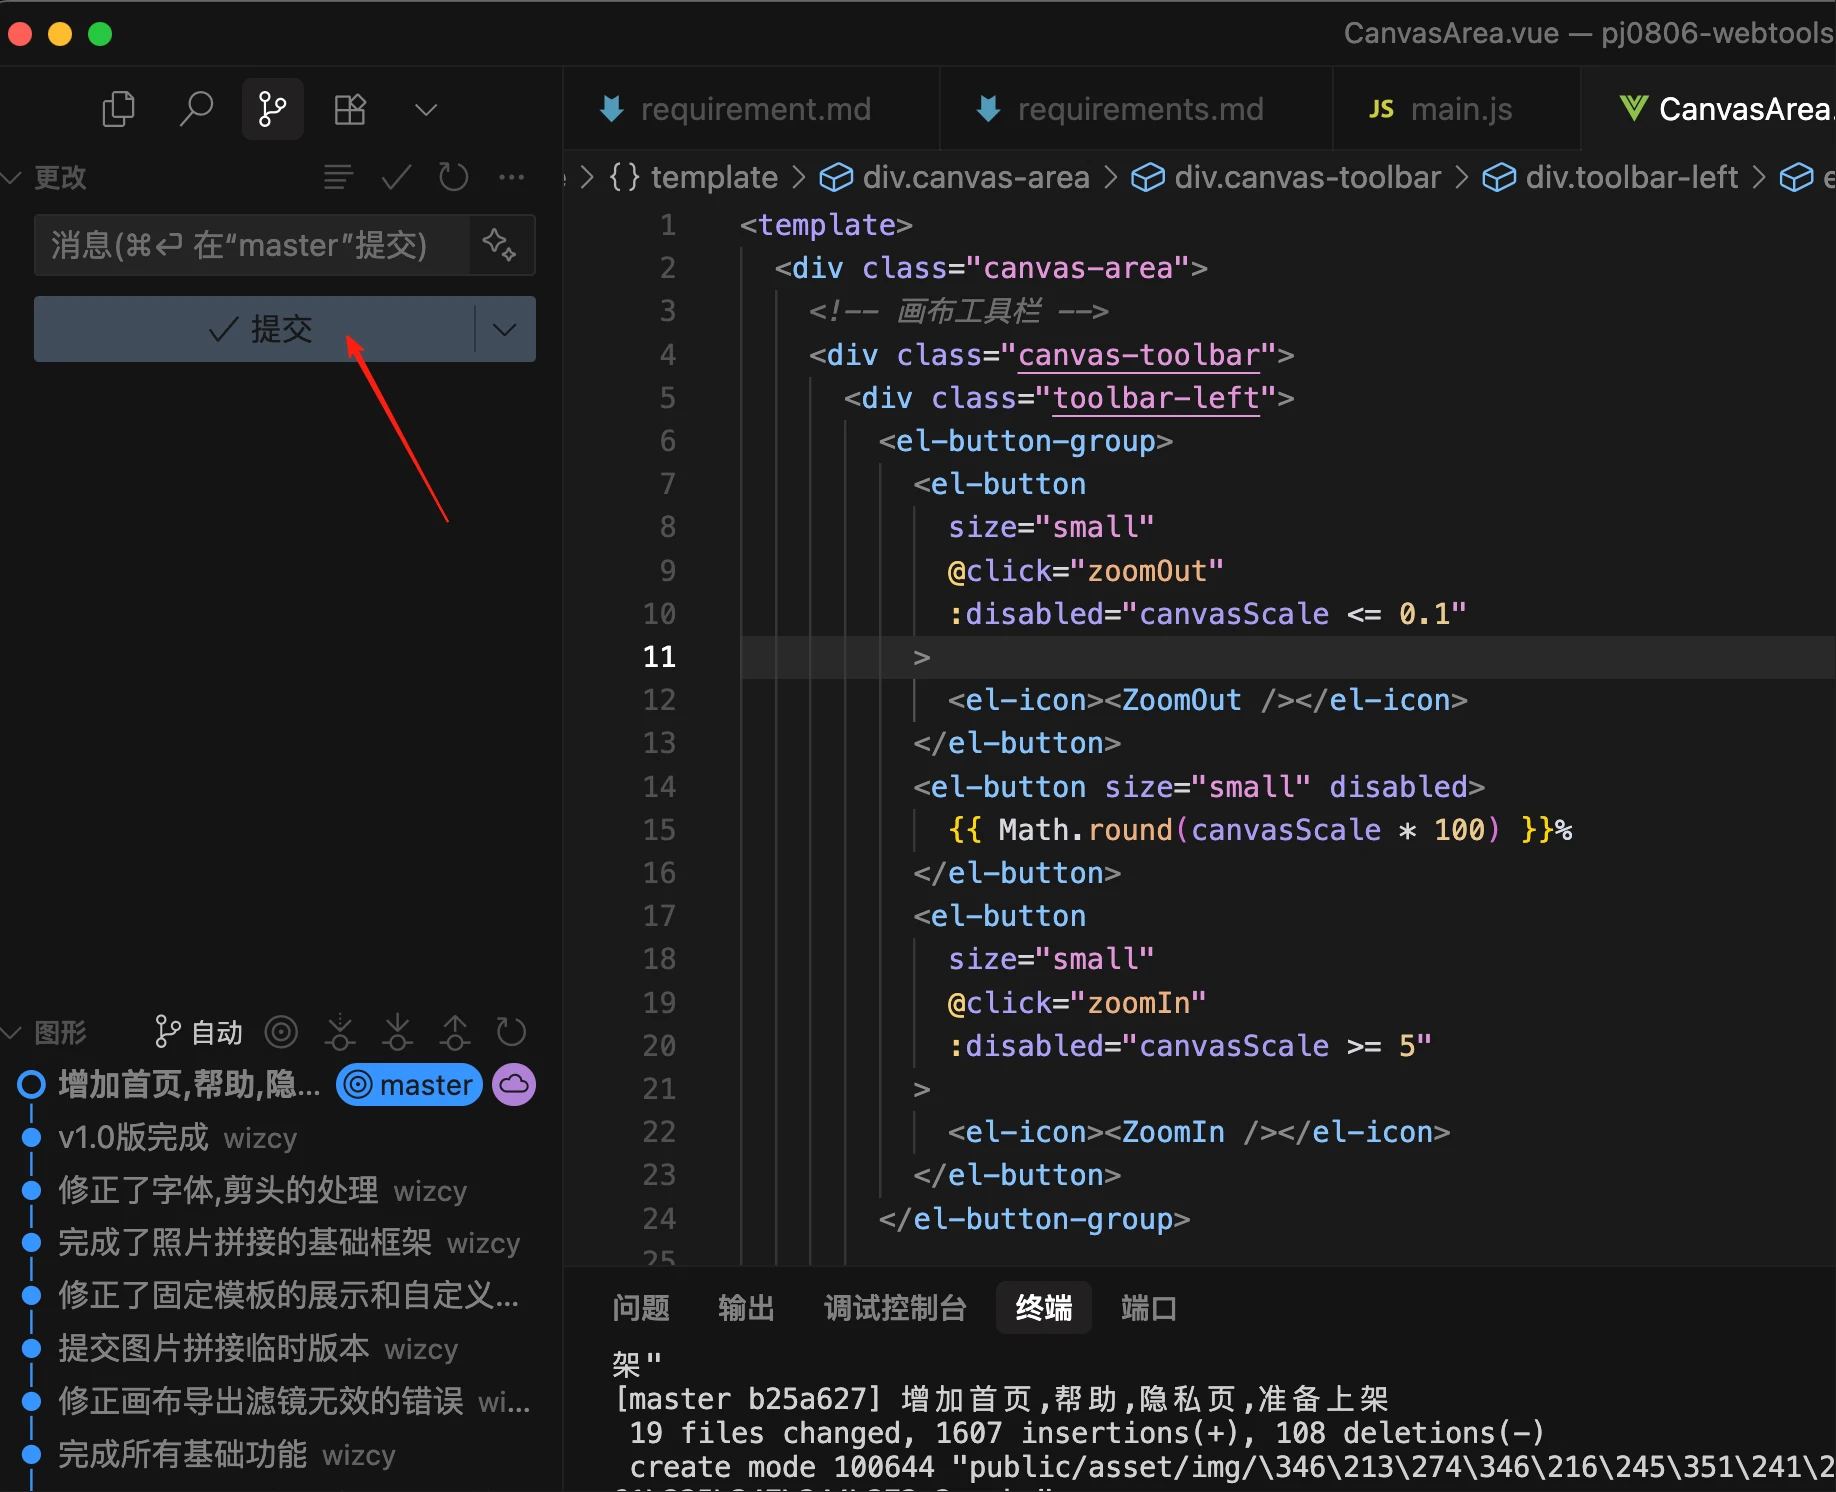 CanvasArea.vue — pj0806-webtools
requirement.md
requirements.md
JS main.js
CanvasArea.
更改
{} template > div.canvas-area > div.canvas-toolbar > div.toolbar-left >
消息(⌘⏎ 在“master”提交)
提交
1 <template>
2 <div class="canvas-area">
3 <!-- 画布工具栏 -->
4 <div class="canvas-toolbar">
5 <div class="toolbar-left">
6 <el-button-group>
7 <el-button
8 size="small"
9 @click="zoomOut"
10 :disabled="canvasScale <= 0.1"
11 >
12 <el-icon><ZoomOut /></el-icon>
13 </el-button>
14 <el-button size="small" disabled>
15 {{ Math.round(canvasScale * 100) }}%
16 </el-button>
17 <el-button
18 size="small"
19 @click="zoomIn"
20 :disabled="canvasScale >= 5"
21 >
22 <el-icon><ZoomIn /></el-icon>
23 </el-button>
24 </el-button-group>
25
图形 自动
增加首页,帮助,隐... master
v1.0版完成 wizcy
修正了字体,剪头的处理 wizcy
完成了照片拼接的基础框架 wizcy
修正了固定模板的展示和自定义...
提交图片拼接临时版本 wizcy
修正画布导出滤镜无效的错误 wi...
完成所有基础功能 wizcy
问题 输出 调试控制台 终端 端口
架"
[master b25a627] 增加首页,帮助,隐私页,准备上架
19 files changed, 1607 insertions(+), 108 deletions(-)
create mode 100644 "public/asset/img/\346\213\274\346\216\245\351\241\2